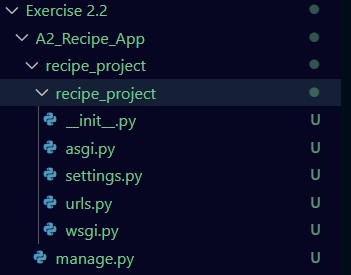 Exercise 2.2
A2_Recipe_App
recipe_project
recipe_project
__init__.py U
asgi.py U
settings.py U
urls.py U
wsgi.py U
manage.py U